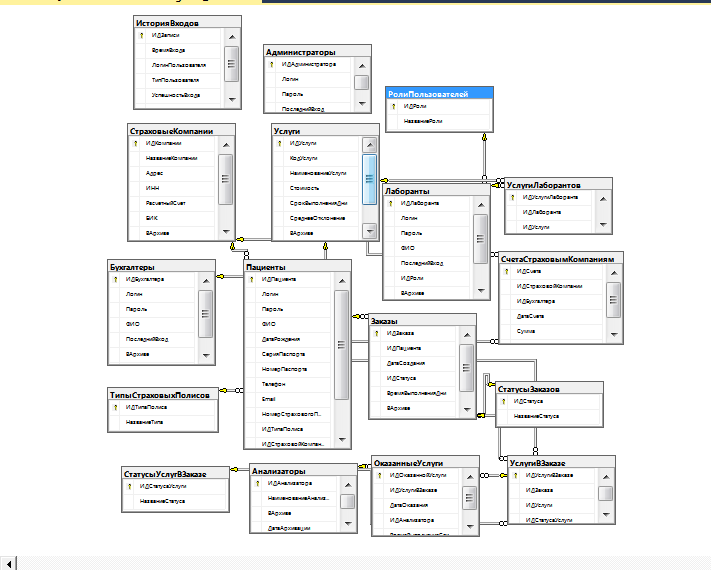 ИсторияВходов
ИДЗаписи
ВремяВхода
ЛогинПользователя
ТипПользователя
УспешностьВхода
Администраторы
ИДАдминистратора
Логин
Пароль
ПоследнийВход
РолиПользователей
ИДРоли
НазваниеРоли
СтраховыеКомпании
ИДКомпании
НазваниеКомпании
Адрес
ИНН
РасчетныйСчет
БИК
ВАрхиве
Услуги
ИДУслуги
КодУслуги
НаименованиеУслуги
Стоимость
СрокВыполненияДни
СреднееОтклонение
ВАрхиве
Лаборанты
ИДЛаборанта
Логин
Пароль
ФИО
ПоследнийВход
ИДРоли
ВАрхиве
УслугиЛаборантов
ИДУслугиЛаборанта
ИДЛаборанта
ИДУслуги
Бухгалтеры
ИДБухгалтера
Логин
Пароль
ФИО
ПоследнийВход
ВАрхиве
Пациенты
ИДПациента
Логин
Пароль
ФИО
ДатаРождения
СерияПаспорта
НомерПаспорта
Телефон
Email
НомерСтраховогоП...
ИДТипаПолиса
ИДСтраховойКомпан...
СчетаСтраховымКомпаниям
ИДСчета
ИДСтраховойКомпании
ИДБухгалтера
ДатаСчета
Сумма
Заказы
ИДЗаказа
ИДПациента
ДатаСоздания
ИДСтатуса
ВремяВыполненияДни
ВАрхиве
ТипыСтраховыхПолисов
ИДТипаПолиса
НазваниеТипа
СтатусыЗаказов
ИДСтатуса
НазваниеСтатуса
СтатусыУслугВЗаказе
ИДСтатусаУслуги
НазваниеСтатуса
Анализаторы
ИДАнализатора
НаименованиеАнализ...
ВАрхиве
ДатаАрхивации
ОказанныеУслуги
ИДОказаннойУслуги
ИДУслугиВЗаказе
ДатаОказания
ИДАнализатора
УслугиВЗаказе
ИДУслугиВЗаказе
ИДЗаказа
ИДУслуги
ИДСтатусаУслуги